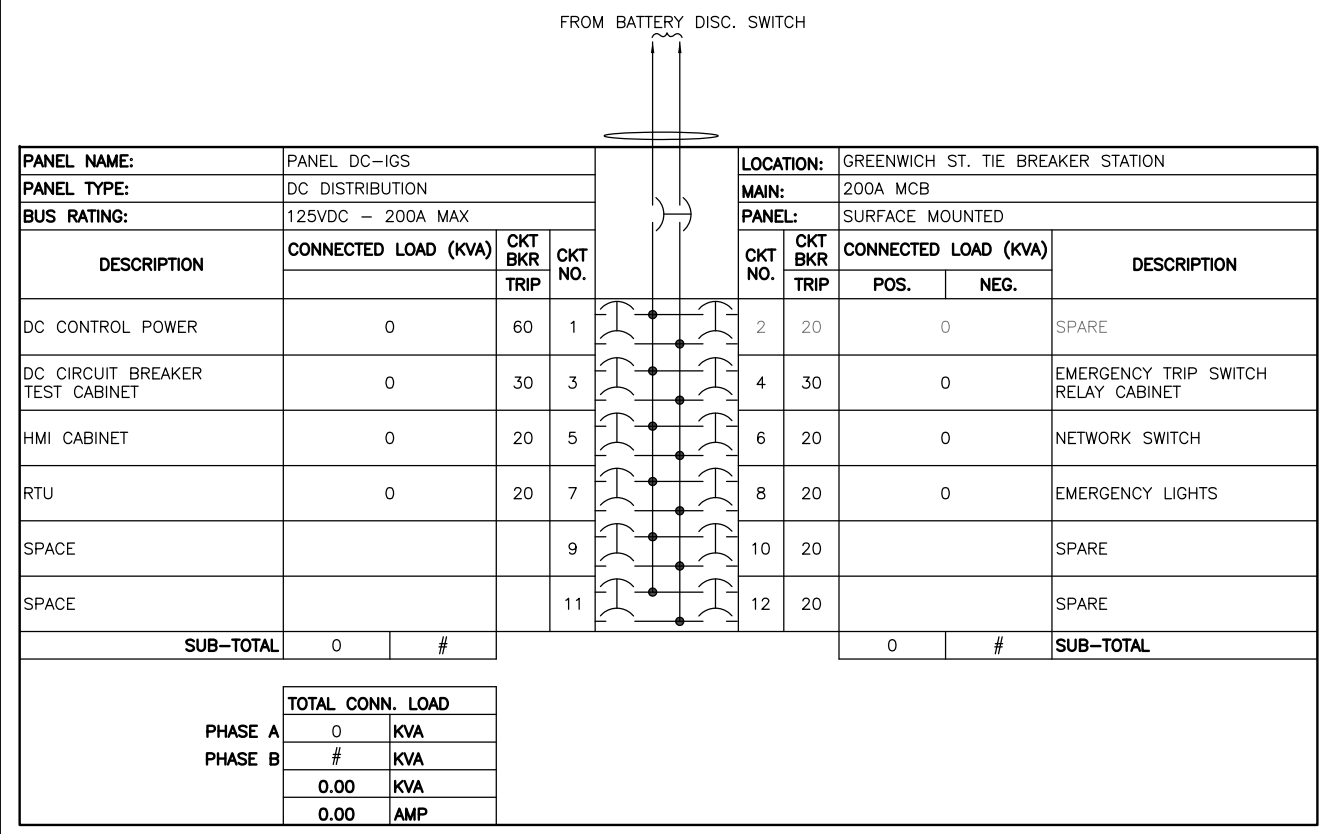 FROM BATTERY DISC. SWITCH
PANEL NAME: PANEL DC-IGS LOCATION: GREENWICH ST. TIE BREAKER STATION
PANEL TYPE: DC DISTRIBUTION MAIN: 200A MCB
BUS RATING: 125VDC - 200A MAX PANEL: SURFACE MOUNTED
DESCRIPTION CONNECTED LOAD (KVA) CKT BKR TRIP CKT NO. CKT NO. CKT BKR TRIP CONNECTED LOAD (KVA) POS. NEG. DESCRIPTION
DC CONTROL POWER 0 60 1 2 20 0 SPARE
DC CIRCUIT BREAKER TEST CABINET 0 30 3 4 30 0 EMERGENCY TRIP SWITCH RELAY CABINET
HMI CABINET 0 20 5 6 20 0 NETWORK SWITCH
RTU 0 20 7 8 20 0 EMERGENCY LIGHTS
SPACE 9 10 20 SPARE
SPACE 11 12 20 SPARE
SUB-TOTAL 0 # 0 # SUB-TOTAL
TOTAL CONN. LOAD
PHASE A 0 KVA
PHASE B # KVA
0.00 KVA
0.00 AMP